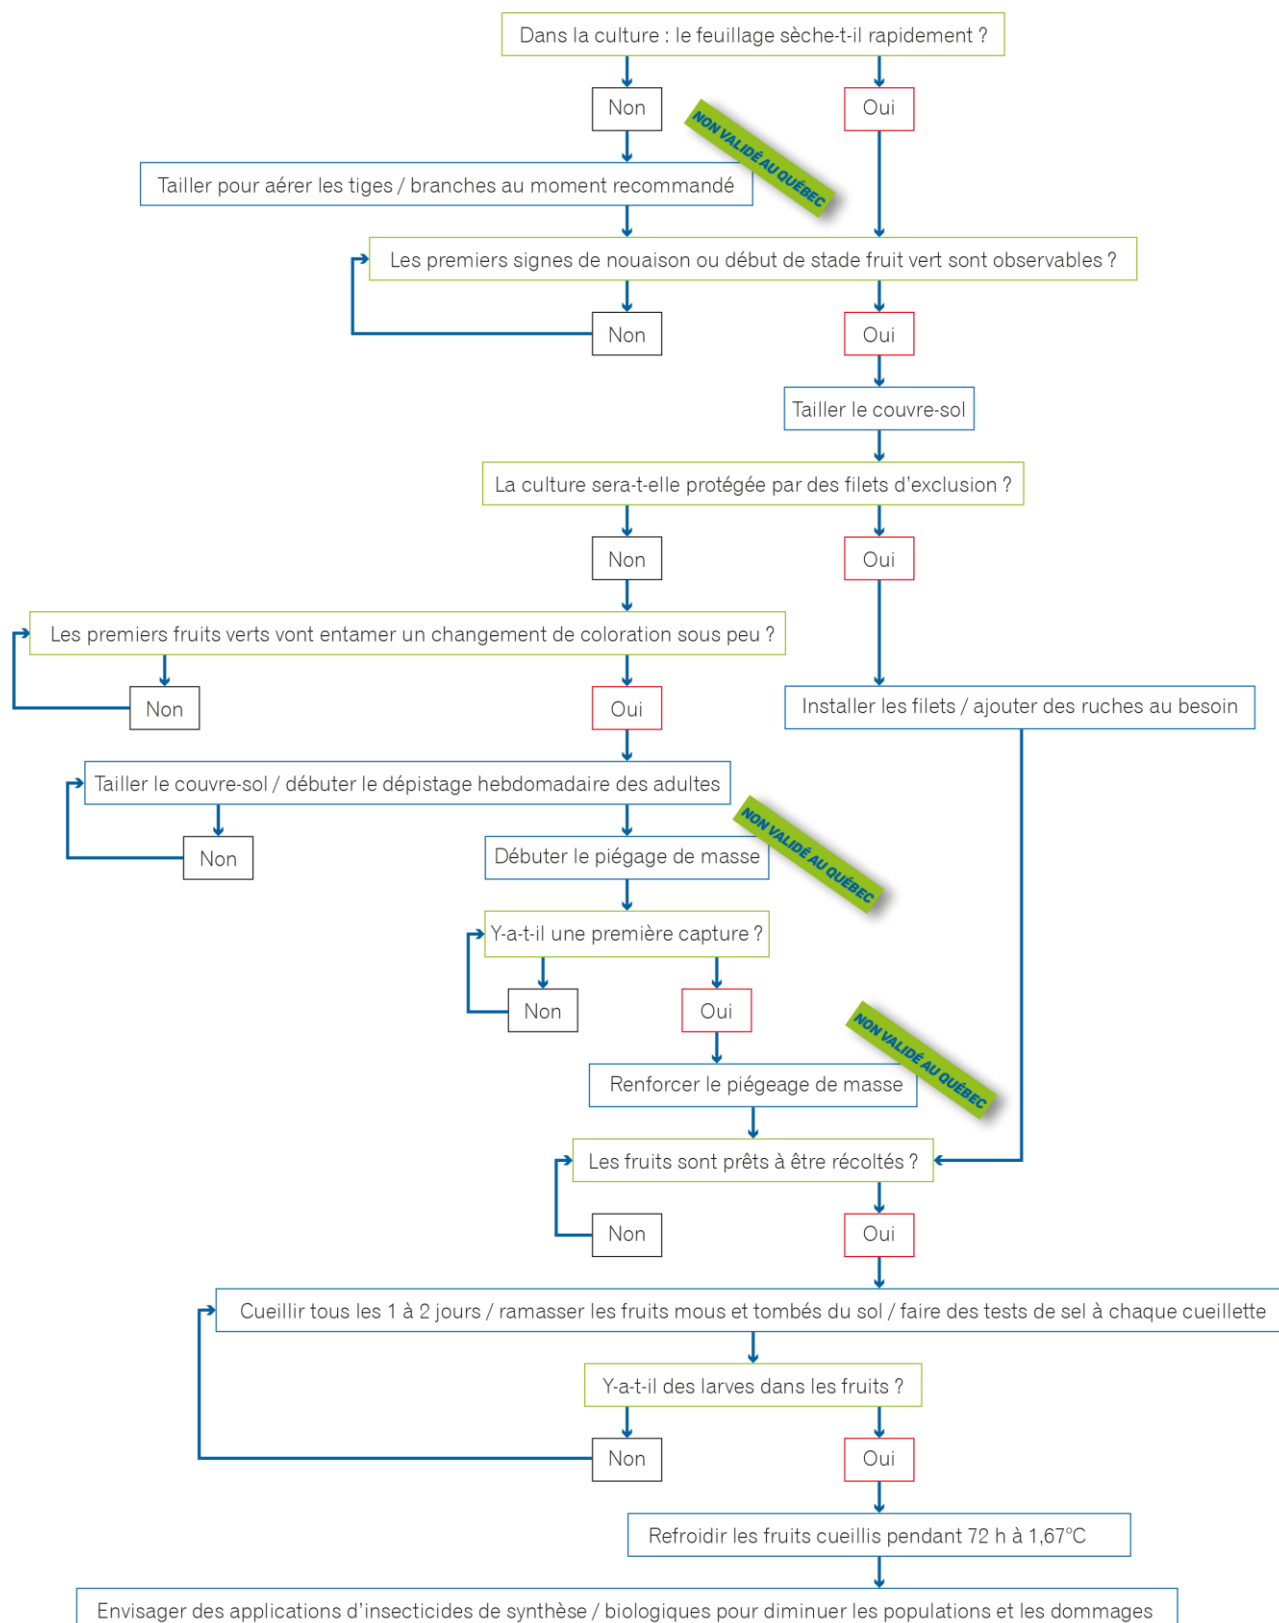 Dans la culture : le feuillage sèche-t-il rapidement ?
Non
Oui
NON VALIDÉ AU QUÉBEC
Tailler pour aérer les tiges / branches au moment recommandé
Les premiers signes de nouaison ou début de stade fruit vert sont observables ?
Non
Oui
Tailler le couvre-sol
La culture sera-t-elle protégée par des filets d'exclusion ?
Non
Oui
Les premiers fruits verts vont entamer un changement de coloration sous peu ?
Non
Oui
Installer les filets / ajouter des ruches au besoin
Tailler le couvre-sol / débuter le dépistage hebdomadaire des adultes
Non
Débuter le piégage de masse
NON VALIDÉ AU QUÉBEC
Y-a-t-il une première capture ?
Non
Oui
Renforcer le piégeage de masse
NON VALIDÉ AU QUÉBEC
Les fruits sont prêts à être récoltés ?
Non
Oui
Cueillir tous les 1 à 2 jours / ramasser les fruits mous et tombés du sol / faire des tests de sel à chaque cueillette
Y-a-t-il des larves dans les fruits ?
Non
Oui
Refroidir les fruits cueillis pendant 72 h à 1,67°C
Envisager des applications d'insecticides de synthèse / biologiques pour diminuer les populations et les dommages